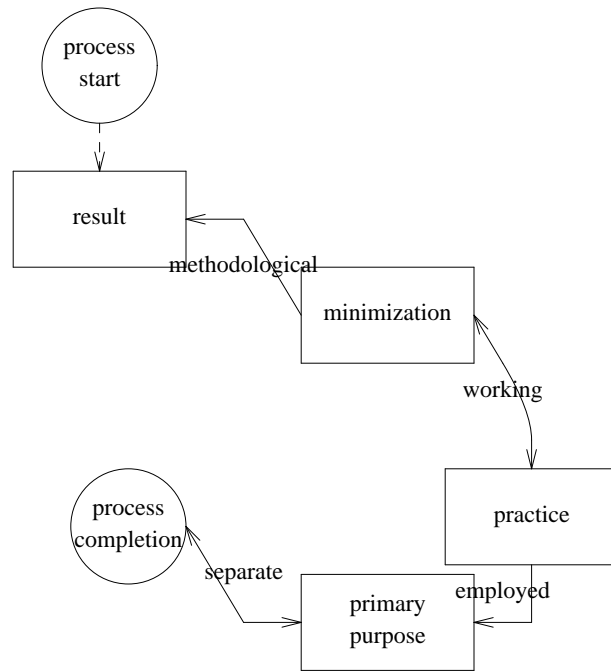 process
start
result
methodological
minimization
working
practice
process
completion
separate
employed
primary
purpose